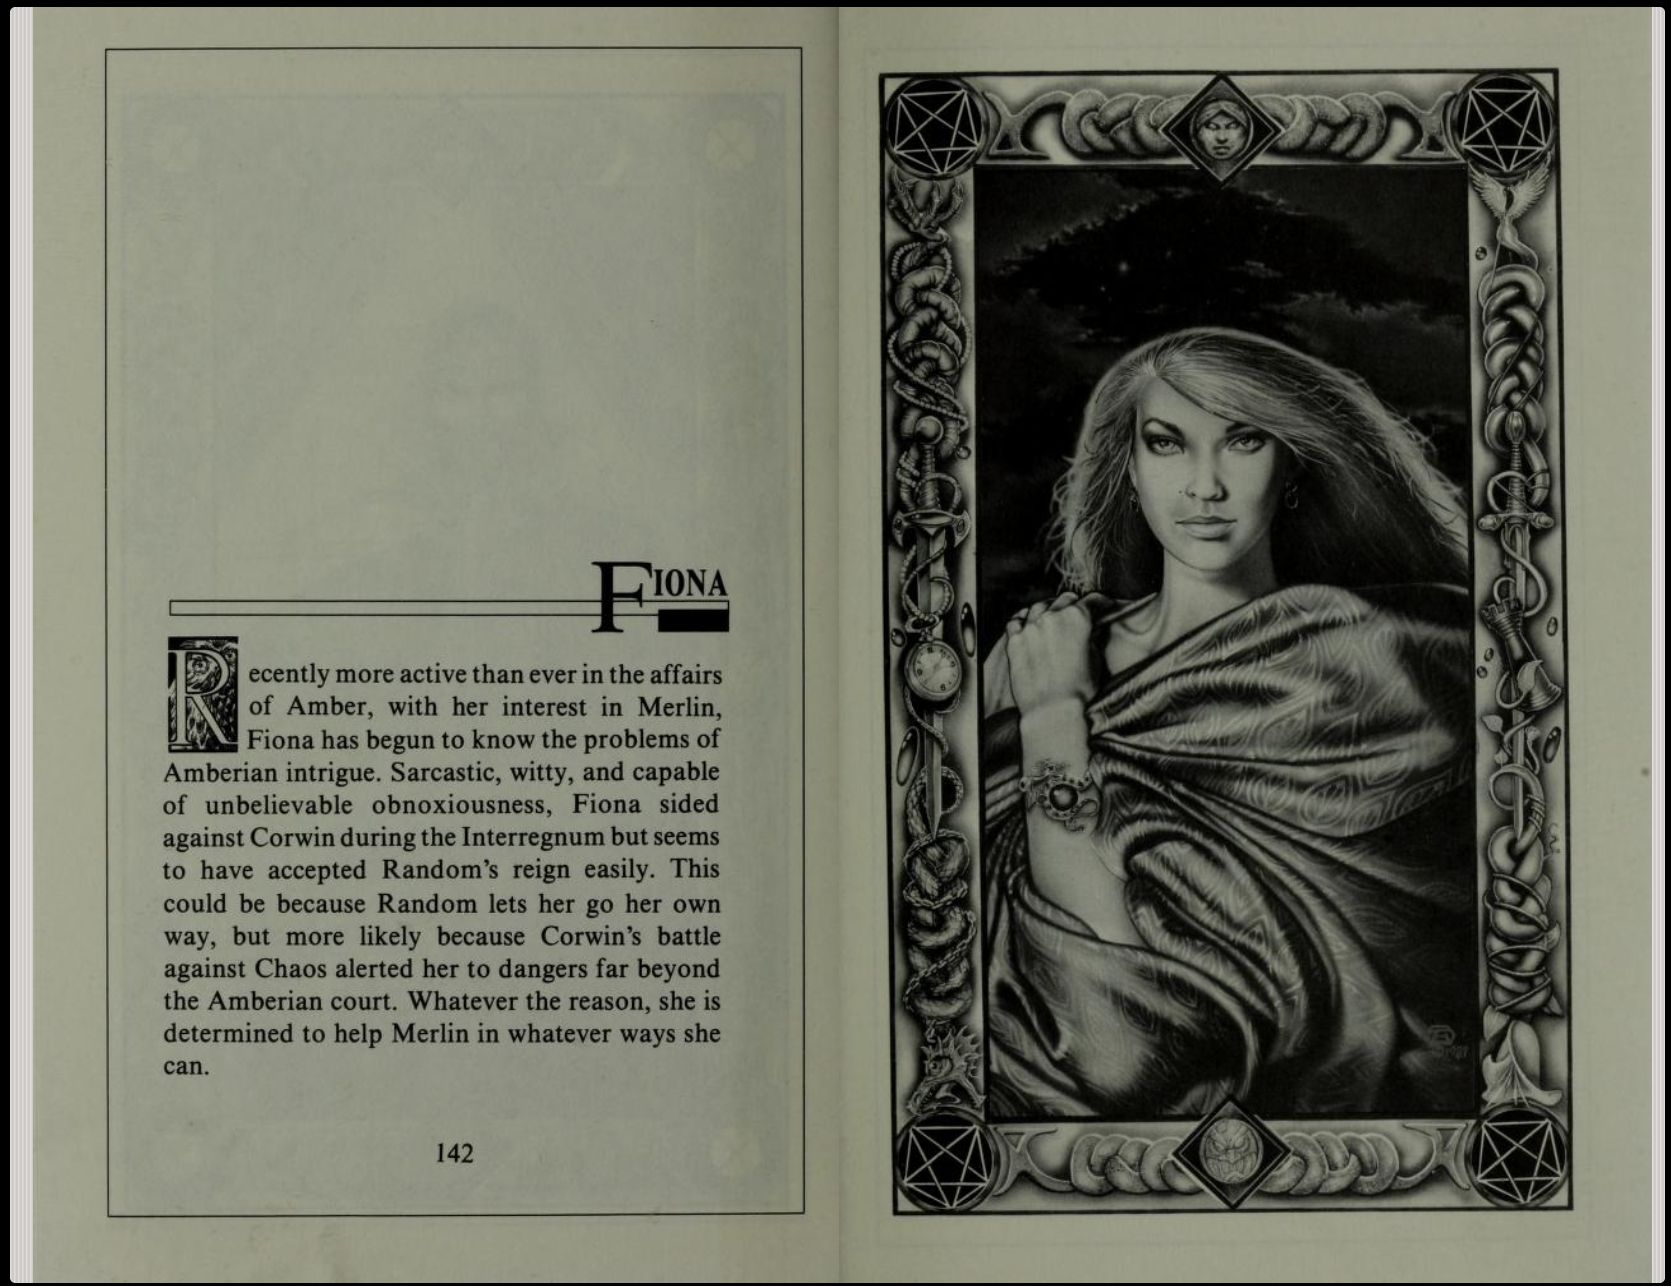 FIONA
Recently more active than ever in the affairs
of Amber, with her interest in Merlin,
Fiona has begun to know the problems of
Amberian intrigue. Sarcastic, witty, and capable
of unbelievable obnoxiousness, Fiona sided
against Corwin during the Interregnum but seems
to have accepted Random's reign easily. This
could be because Random lets her go her own
way, but more likely because Corwin's battle
against Chaos alerted her to dangers far beyond
the Amberian court. Whatever the reason, she is
determined to help Merlin in whatever ways she
can.
142